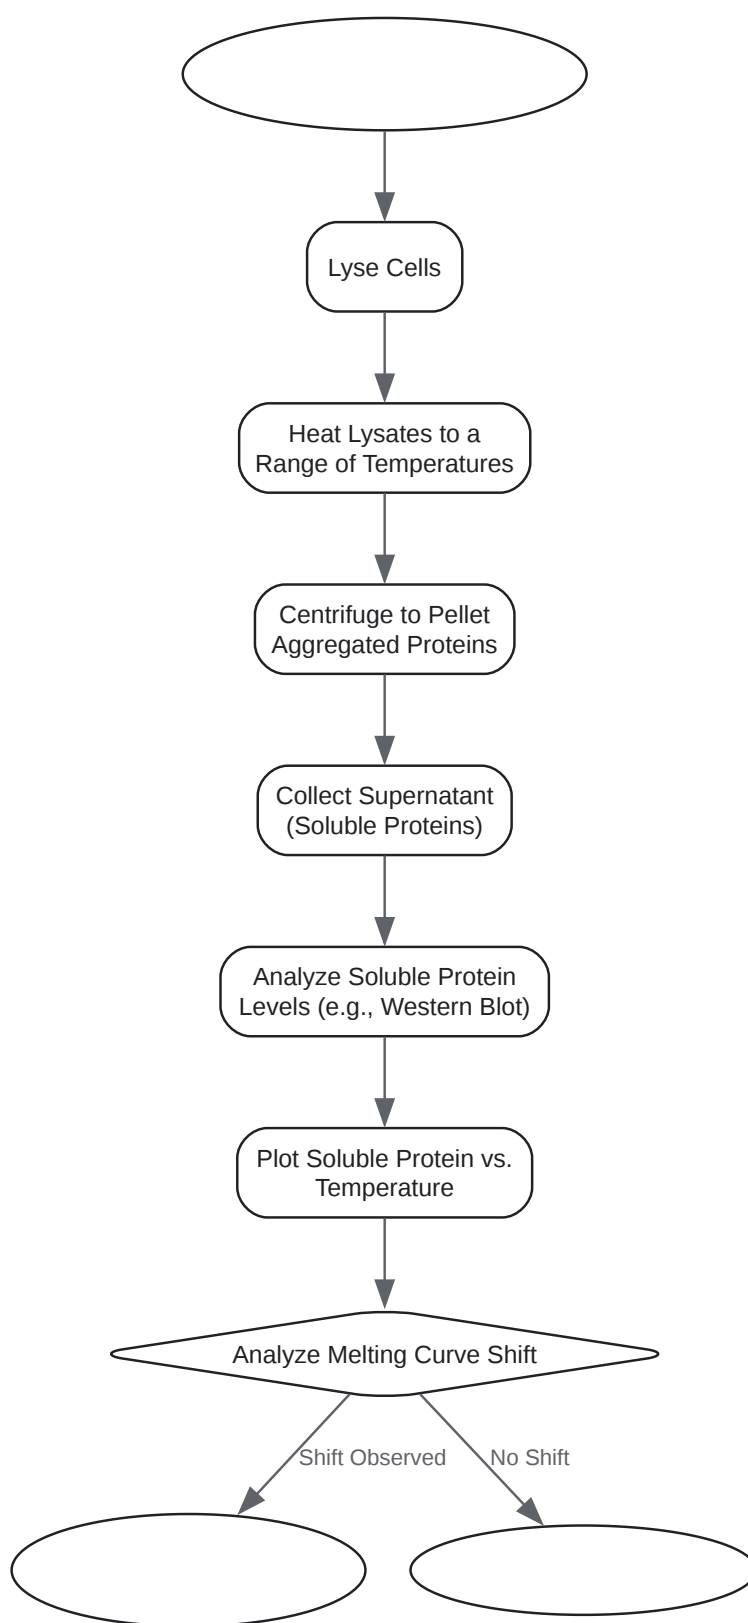 Lyse Cells
Heat Lysates to a
Range of Temperatures
Centrifuge to Pellet
Aggregated Proteins
Collect Supernatant
(Soluble Proteins)
Analyze Soluble Protein
Levels (e.g., Western Blot)
Plot Soluble Protein vs.
Temperature
Analyze Melting Curve Shift
Shift Observed
No Shift